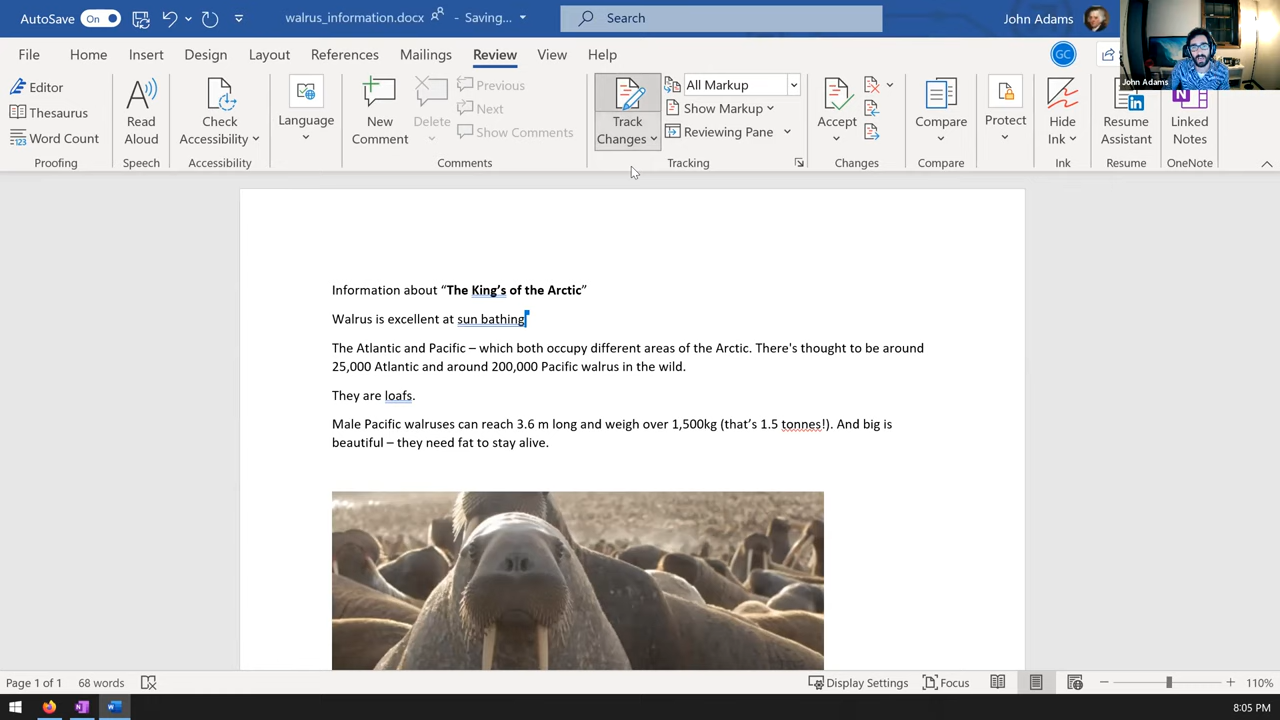 AutoSave On walrus_information.docx - Saving... Search John Adams
File Home Insert Design Layout References Mailings Review View Help GC
John Adams
Editor
Thesaurus
Word Count
Proofing
Read Aloud
Speech
Check Accessibility
Accessibility
Language
New Comment
Delete
Previous
Next
Show Comments
Comments
Track Changes
All Markup
Show Markup
Reviewing Pane
Tracking
Accept
Changes
Compare
Compare
Protect
Hide Ink
Ink
Resume Assistant
Resume
Linked Notes
OneNote
Information about “The King’s of the Arctic”
Walrus is excellent at sun bathing
The Atlantic and Pacific – which both occupy different areas of the Arctic. There's thought to be around
25,000 Atlantic and around 200,000 Pacific walrus in the wild.
They are loafs.
Male Pacific walruses can reach 3.6 m long and weigh over 1,500kg (that’s 1.5 tonnes!). And big is
beautiful – they need fat to stay alive.
Page 1 of 1 68 words Display Settings Focus 110%
8:05 PM